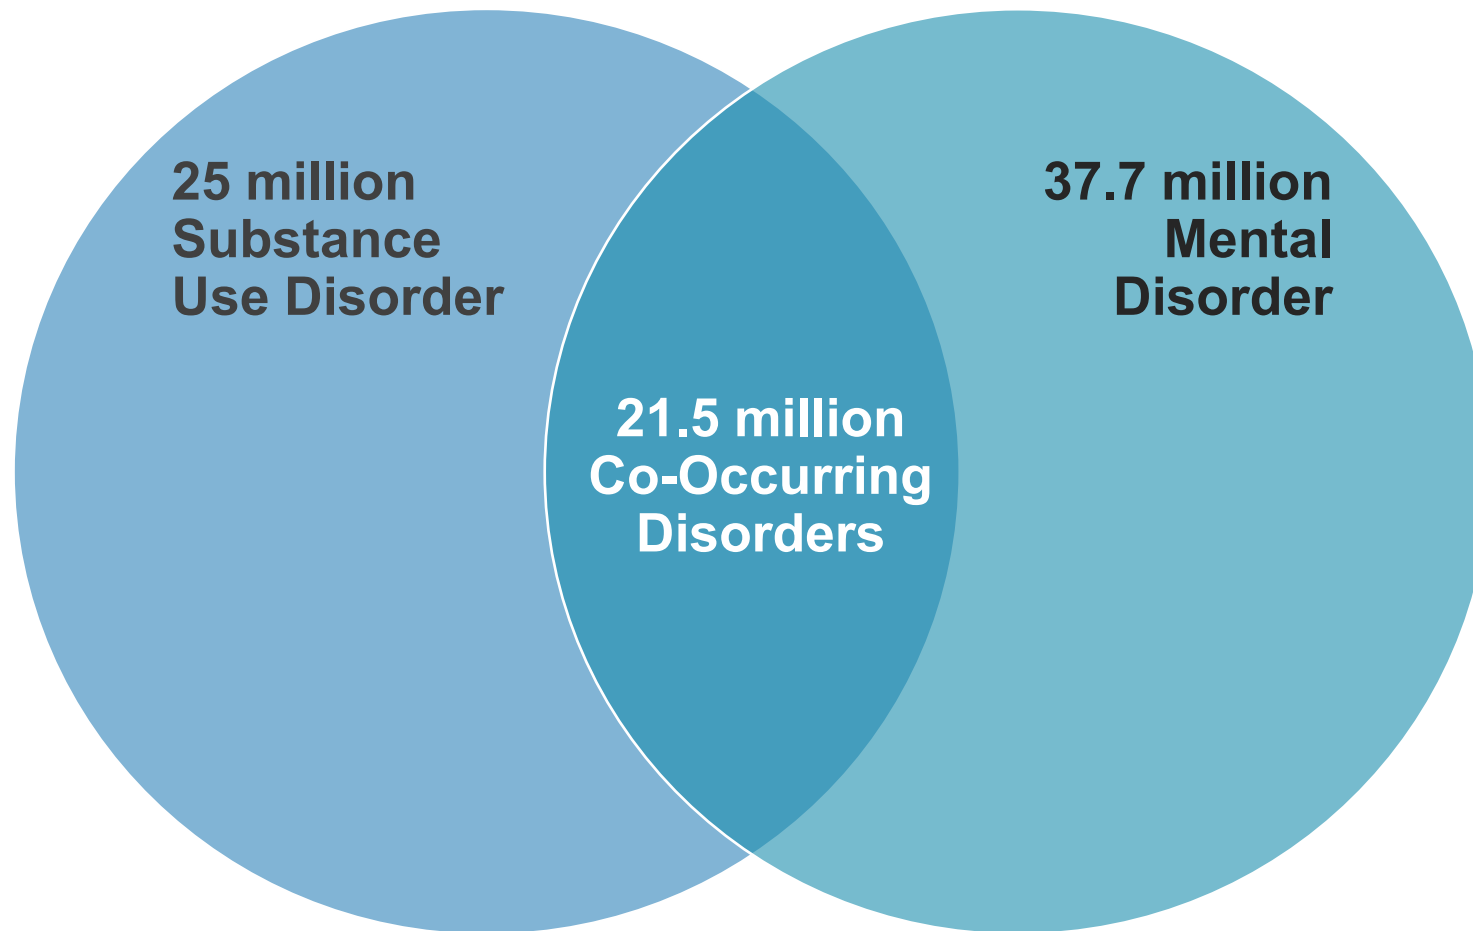 25 million
Substance
Use Disorder
37.7 million
Mental
Disorder
21.5 million
Co-Occurring
Disorders